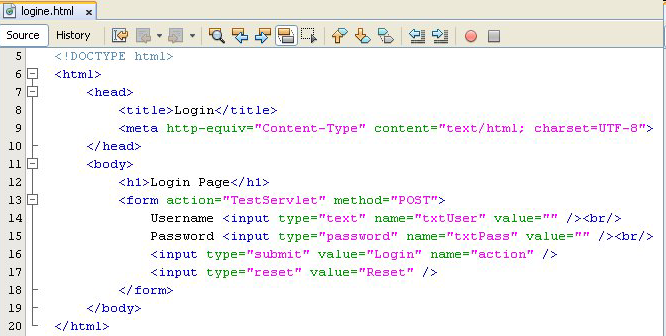 logine.html
Source History
5 <!DOCTYPE html>
6 <html>
7 <head>
8 <title>Login</title>
9 <meta http-equiv="Content-Type" content="text/html; charset=UTF-8">
10 </head>
11 <body>
12 <h1>Login Page</h1>
13 <form action="TestServlet" method="POST">
14 Username <input type="text" name="txtUser" value="" /><br/>
15 Password <input type="password" name="txtPass" value="" /><br/>
16 <input type="submit" value="Login" name="action" />
17 <input type="reset" value="Reset" />
18 </form>
19 </body>
20 </html>